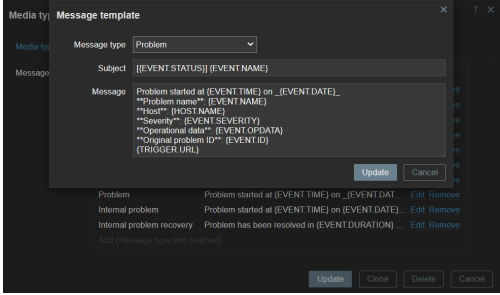 Media ty
Message template
?
Media typ
Message type
Problem
Subject
[{EVENT.STATUS}] {EVENT.NAME}
Message
Problem started at {EVENT.TIME} on _{EVENT.DATE}_
**Problem name**: {EVENT.NAME}
**Host**: {HOST.NAME}
**Severity**: {EVENT.SEVERITY}
**Operational data**: {EVENT.OPDATA}
**Original problem ID**: {EVENT.ID}
{TRIGGER.URL}
Message
Update Cancel
Problem Problem started at {EVENT.TIME} on _{EVENT.DAT... Edit Remove
Internal problem Problem started at {EVENT.TIME} on {EVENT.DATE}... Edit Remove
Internal problem recovery Problem has been resolved in {EVENT.DURATION} ... Edit Remove
Add (message type limit reached)
Update Clone Delete Cancel